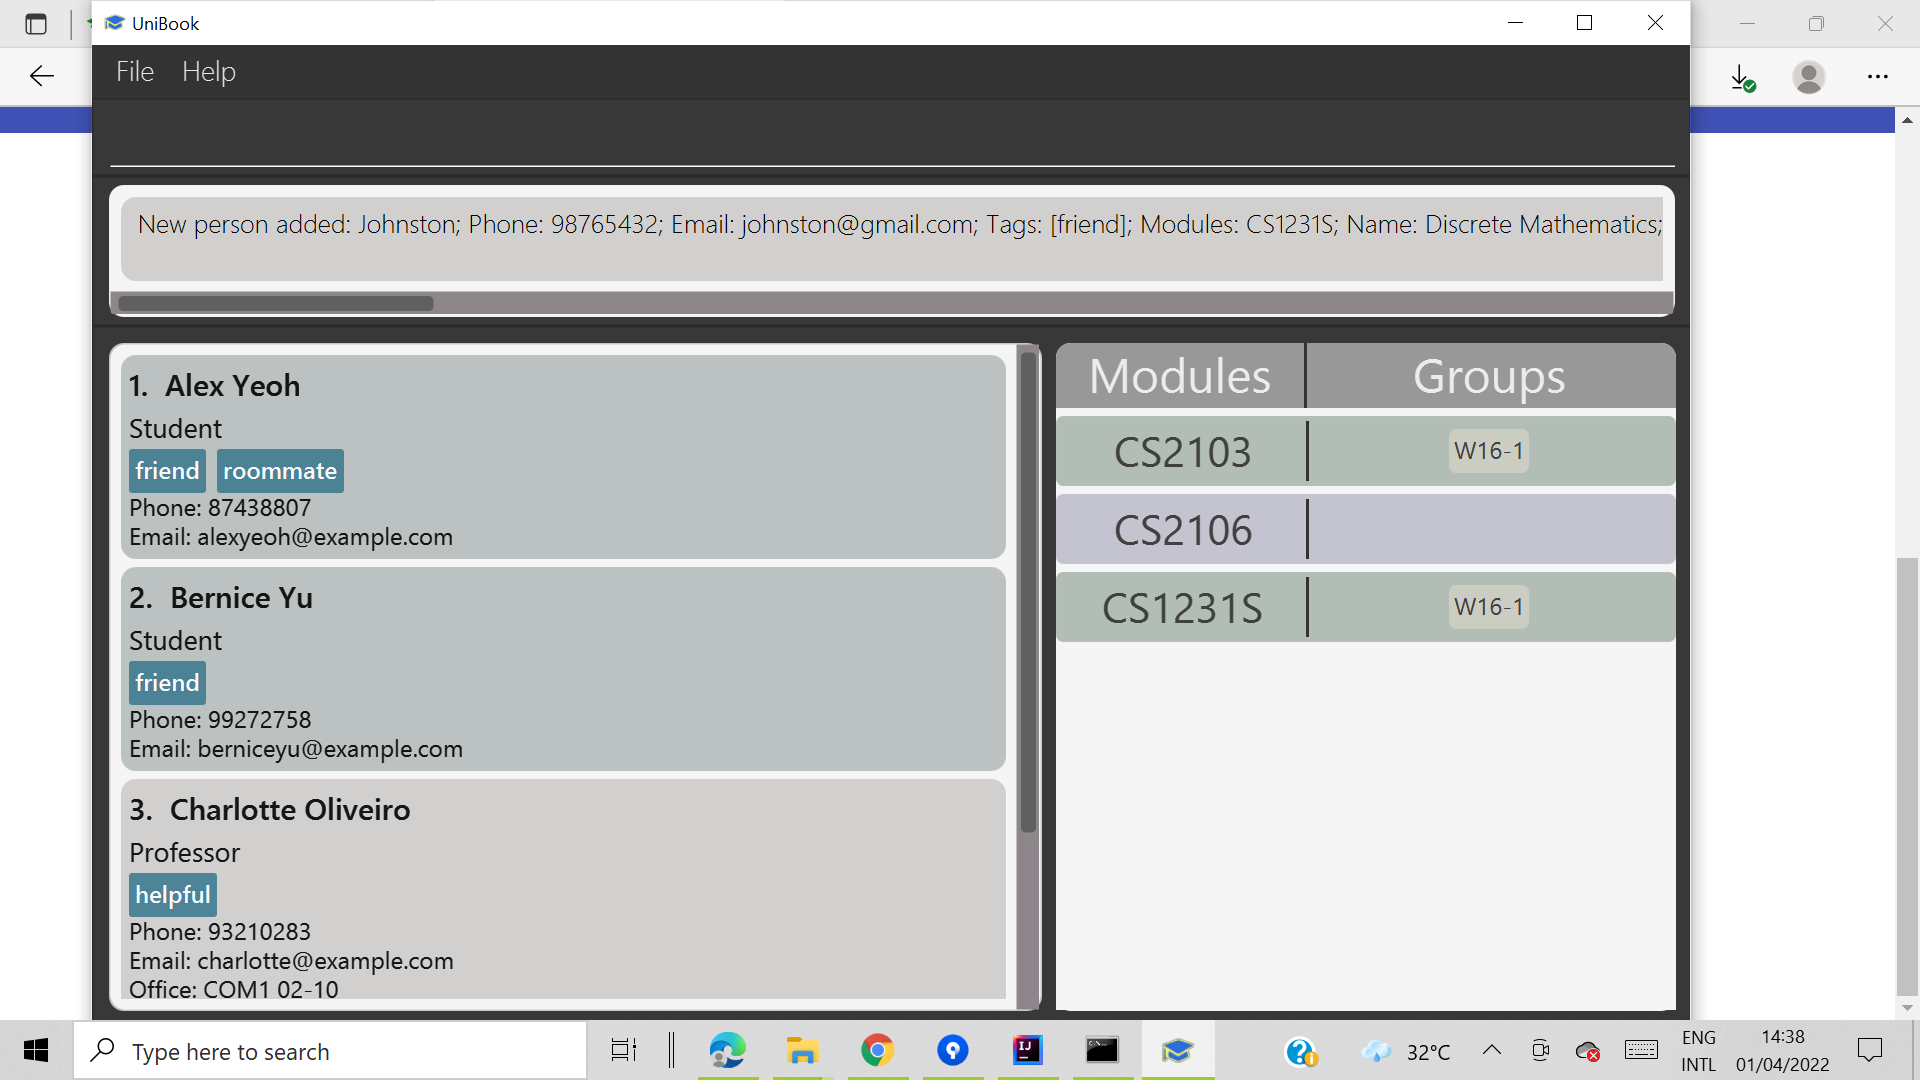 UniBook
File Help
New person added: Johnston; Phone: 98765432; Email: johnston@gmail.com; Tags: [friend]; Modules: CS1231S; Name: Discrete Mathematics;
1. Alex Yeoh
Student
friend roommate
Phone: 87438807
Email: alexyeoh@example.com
2. Bernice Yu
Student
friend
Phone: 99272758
Email: berniceyu@example.com
3. Charlotte Oliveiro
Professor
helpful
Phone: 93210283
Email: charlotte@example.com
Office: COM1 02-10
Modules Groups
CS2103 W16-1
CS2106
CS1231S W16-1
Type here to search
IJ
32°C
ENG
INTL
14:38
01/04/2022